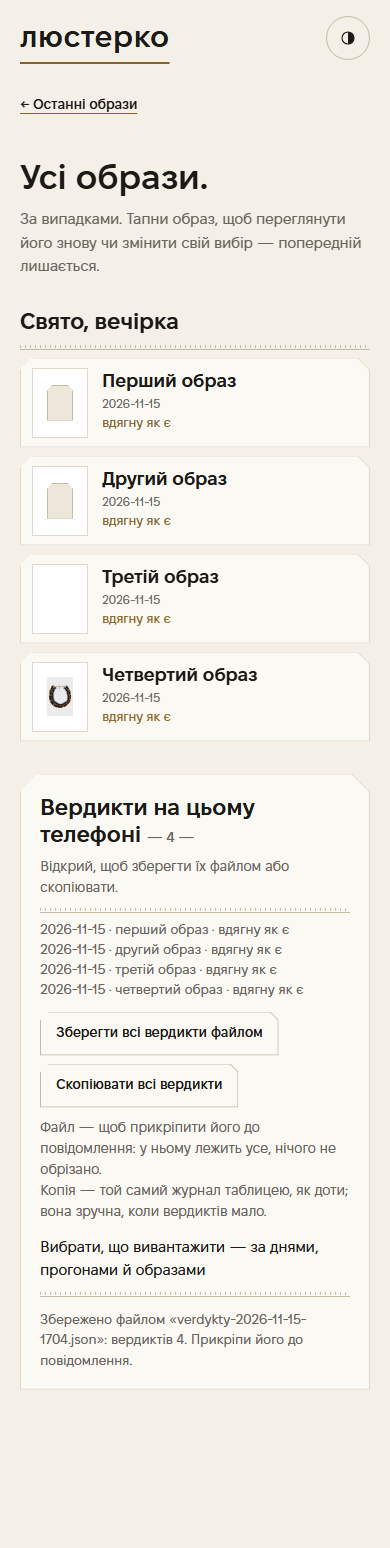 люстерко
← Останні образи
Усі образи.
За випадками. Тапни образ, щоб переглянути
його знову чи змінити свій вибір — попередній
лишається.
Свято, вечірка
Перший образ
2026-11-15
вдягну як є
Другий образ
2026-11-15
вдягну як є
Третій образ
2026-11-15
вдягну як є
Четвертий образ
2026-11-15
вдягну як є
Вердикти на цьому
телефоні — 4 —
Відкрий, щоб зберегти їх файлом або
скопіювати.
2026-11-15 · перший образ · вдягну як є
2026-11-15 · другий образ · вдягну як є
2026-11-15 · третій образ · вдягну як є
2026-11-15 · четвертий образ · вдягну як є
Зберегти всі вердикти файлом
Скопіювати всі вердикти
Файл — щоб прикріпити його до
повідомлення: у ньому лежить усе, нічого не
обрізано.
Копія — той самий журнал таблицею, як доти;
вона зручна, коли вердиктів мало.
Вибрати, що вивантажити — за днями,
прогонами й образами
Збережено файлом «verdykty-2026-11-15-
1704.json»: вердиктів 4. Прикріпи його до
повідомлення.